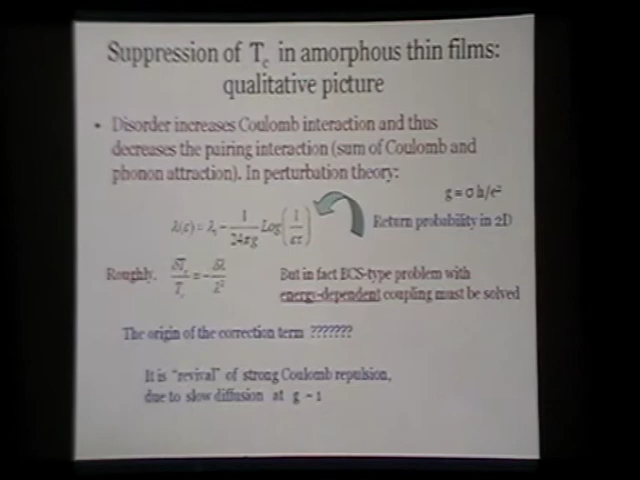 Suppression of Tc in amorphous thin films:
qualitative picture
• Disorder increases Coulomb interaction and thus
decreases the pairing interaction (sum of Coulomb and
phonon attraction). In perturbation theory:
g = σ h/e²
λ(ε) = λ₀ - 1/24πg Log(1/ετ)
Return probability in 2D
Roughly.
δTc/Tc = - δλ/λ²
But in fact BCS-type problem with
energy-dependent coupling must be solved
The origin of the correction term ???????
It is "revival" of strong Coulomb repulsion,
due to slow diffusion at g ~ 1